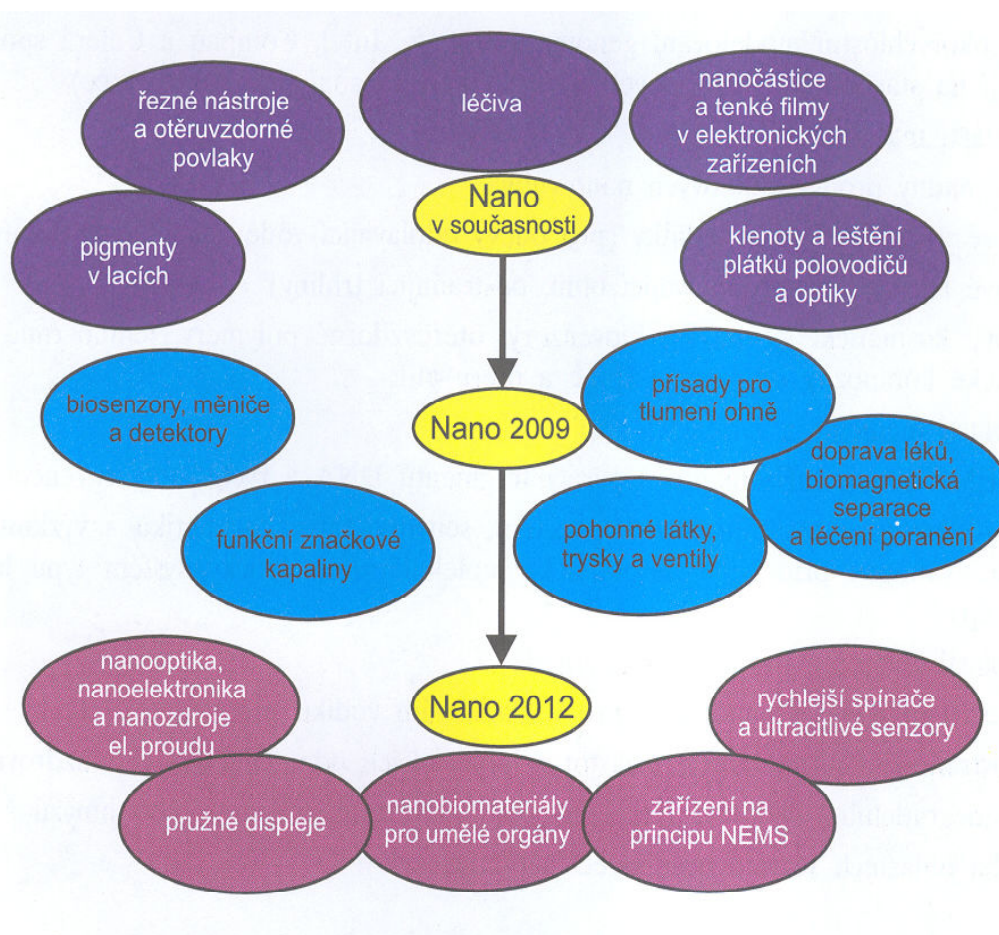 řezné nástroje
a otěruvzdorné
povlaky
léčiva
nanočástice
a tenké filmy
v elektronických
zařízeních
pigmenty
v lacích
Nano
v současnosti
klenoty a leštění
plátků polovodičů
a optiky
biosenzory, měniče
a detektory
Nano 2009
přísady pro
tlumení ohně
funkční značkové
kapaliny
pohonné látky,
trysky a ventily
doprava léků,
biomagnetická
separace
a léčení poranění
nanooptika,
nanoelektronika
a nanozdroje
el. proudu
Nano 2012
rychlejší spínače
a ultracitlivé senzory
pružné displeje
nanobiomateriály
pro umělé orgány
zařízení na
principu NEMS